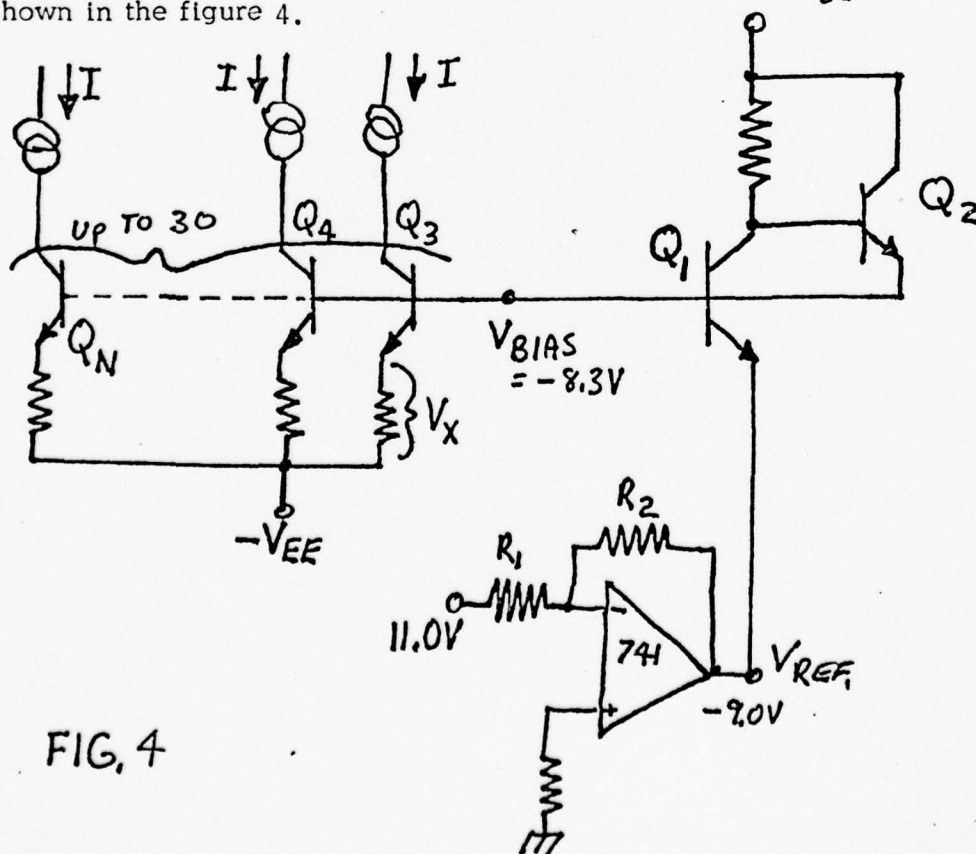 hown in the figure 4.
I
I
I
UP TO 30
Q4
Q3
QN
VBIAS
= -8.3V
VX
-VEE
Q1
Q2
R1
R2
11.0V
-
741
+
VREF.
-9.0V
FIG. 4